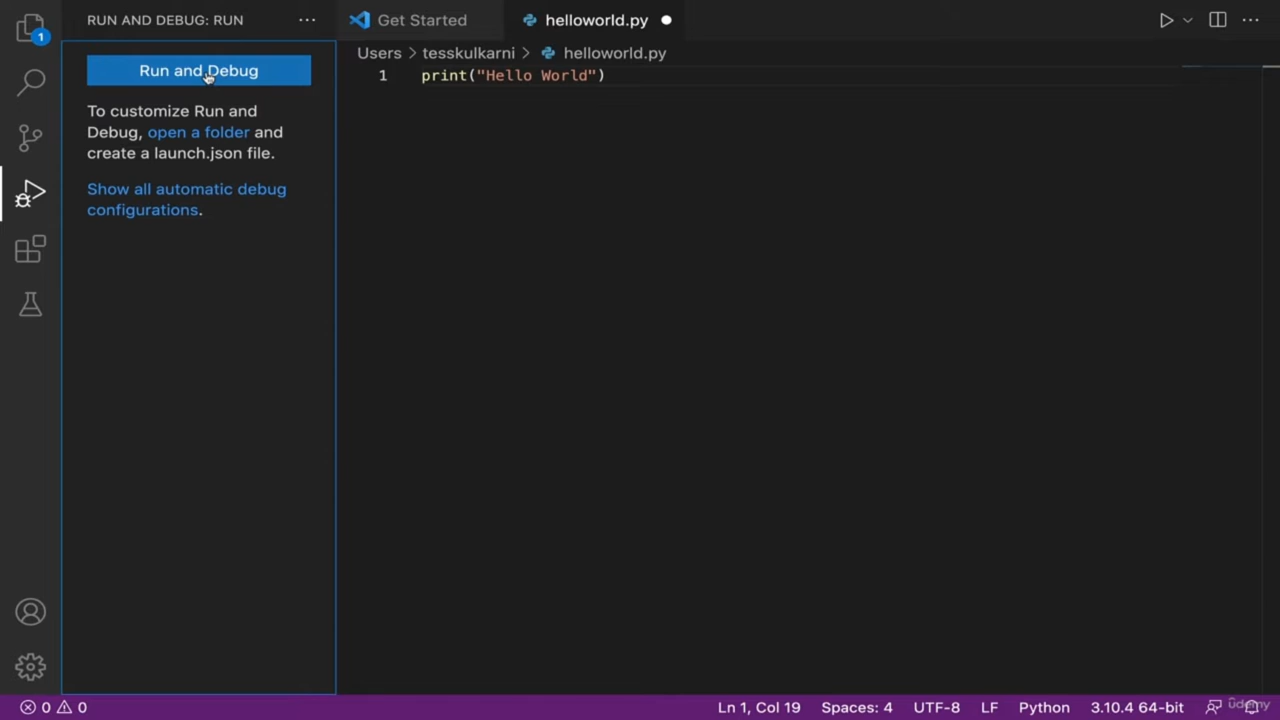 RUN AND DEBUG: RUN
Get Started
helloworld.py
1
Run and Debug
To customize Run and
Debug, open a folder and
create a launch.json file.
Show all automatic debug
configurations.
Users > tesskulkarni > helloworld.py
1 print("Hello World")
0 0 Ln 1, Col 19 Spaces: 4 UTF-8 LF Python 3.10.4 64-bit
ûdemy